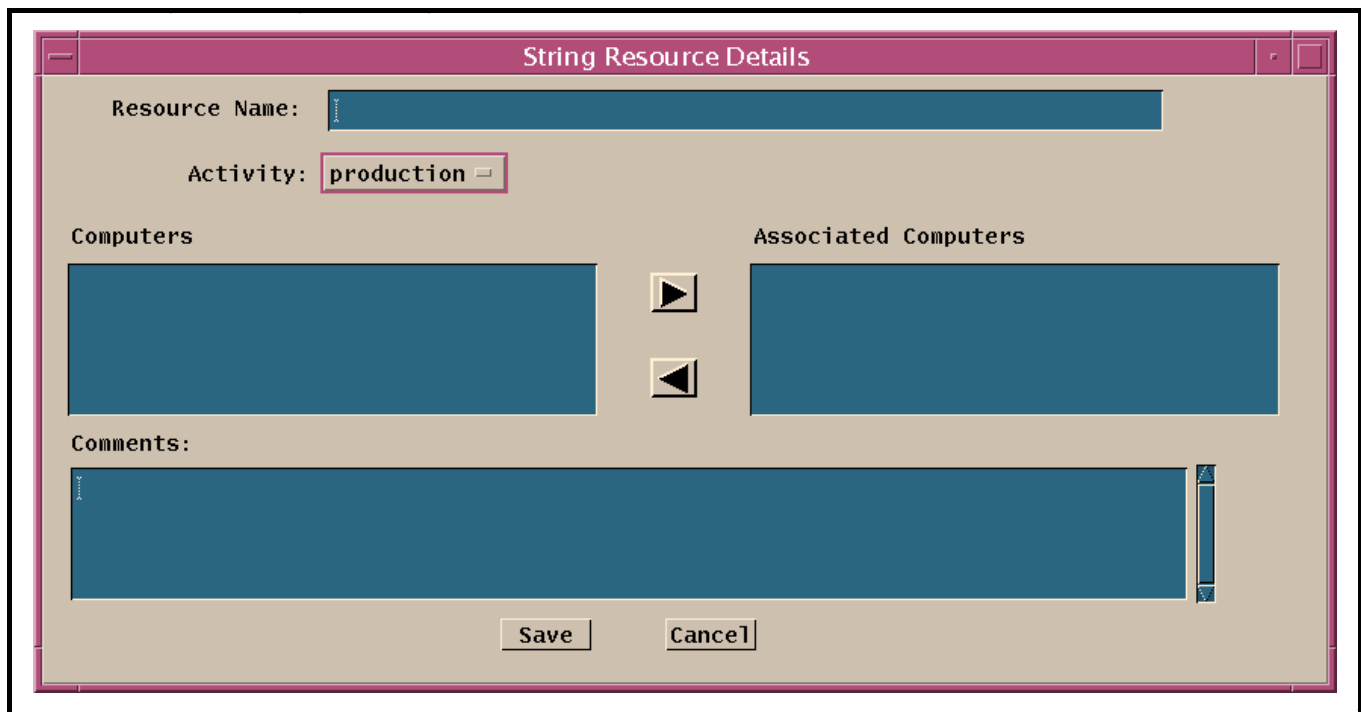 String Resource Details
Resource Name:
Activity: production
Computers Associated Computers
Comments:
Save Cancel